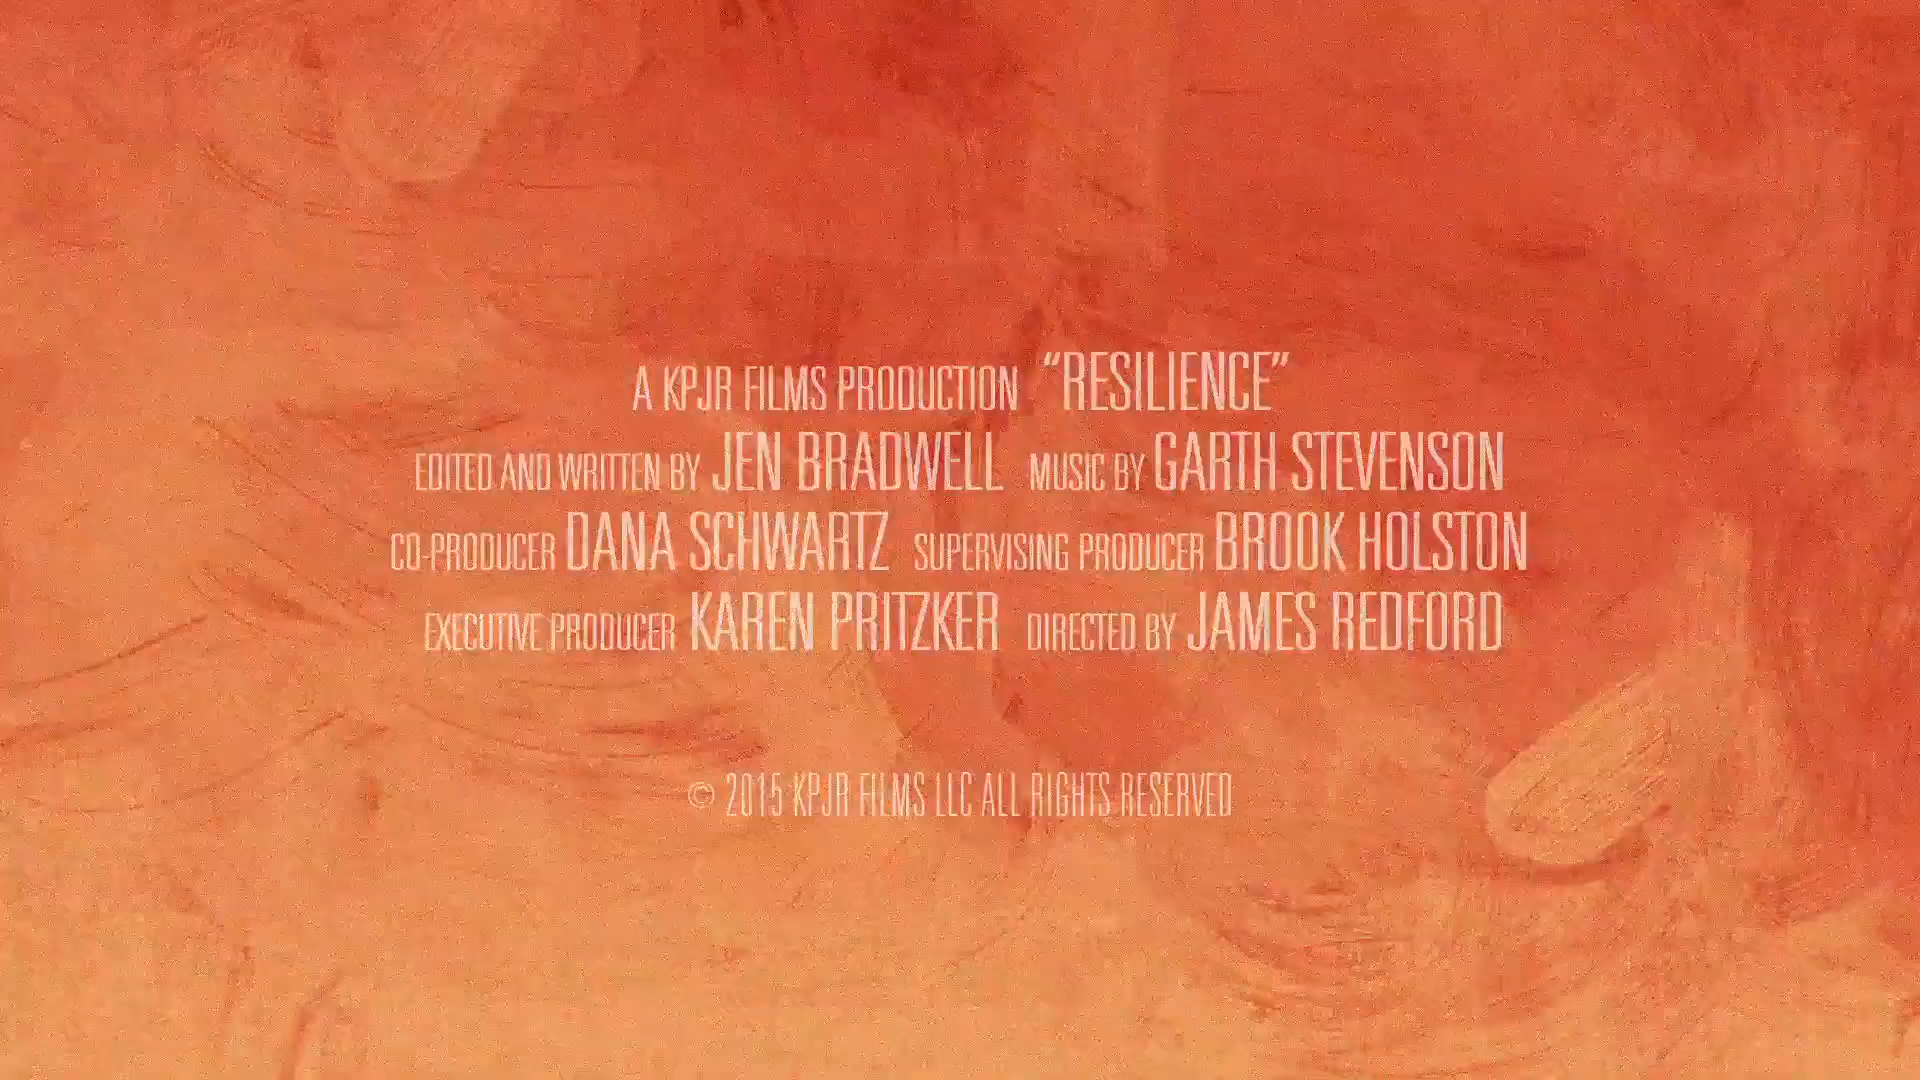 A KPJR FILMS PRODUCTION “RESILIENCE”
EDITED AND WRITTEN BY JEN BRADWELL MUSIC BY GARTH STEVENSON
CO-PRODUCER DANA SCHWARTZ SUPERVISING PRODUCER BROOK HOLSTON
EXECUTIVE PRODUCER KAREN PRITZKER DIRECTED BY JAMES REDFORD
© 2015 KPJR FILMS LLC ALL RIGHTS RESERVED